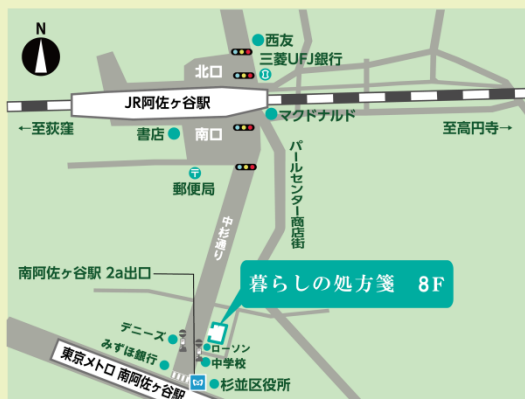 N
西友
三菱UFJ銀行
北口
JR阿佐ヶ谷駅
マクドナルド
←至荻窪
書店
南口
至高円寺→
パールセンター商店街
郵便局
中杉通り
南阿佐ヶ谷駅 2a出口
暮らしの処方箋 8F
デニーズ
ローソン
みずほ銀行
中学校
東京メトロ 南阿佐ヶ谷駅
杉並区役所